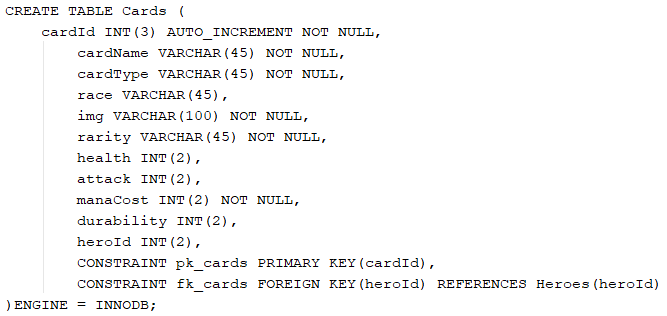 CREATE TABLE Cards (
cardId INT(3) AUTO_INCREMENT NOT NULL,
cardName VARCHAR(45) NOT NULL,
cardType VARCHAR(45) NOT NULL,
race VARCHAR(45),
img VARCHAR(100) NOT NULL,
rarity VARCHAR(45) NOT NULL,
health INT(2),
attack INT(2),
manaCost INT(2) NOT NULL,
durability INT(2),
heroId INT(2),
CONSTRAINT pk_cards PRIMARY KEY(cardId),
CONSTRAINT fk_cards FOREIGN KEY(heroId) REFERENCES Heroes(heroId)
)ENGINE = INNODB;